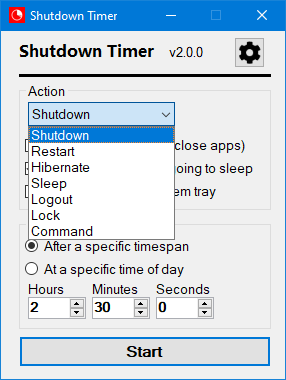 Shutdown Timer
Shutdown Timer v2.0.0
Action
Shutdown
Shutdown
Restart
close apps)
Hibernate
oing to sleep
Sleep
em tray
Logout
Lock
Command
After a specific timespan
At a specific time of day
Hours Minutes Seconds
2 30 0
Start